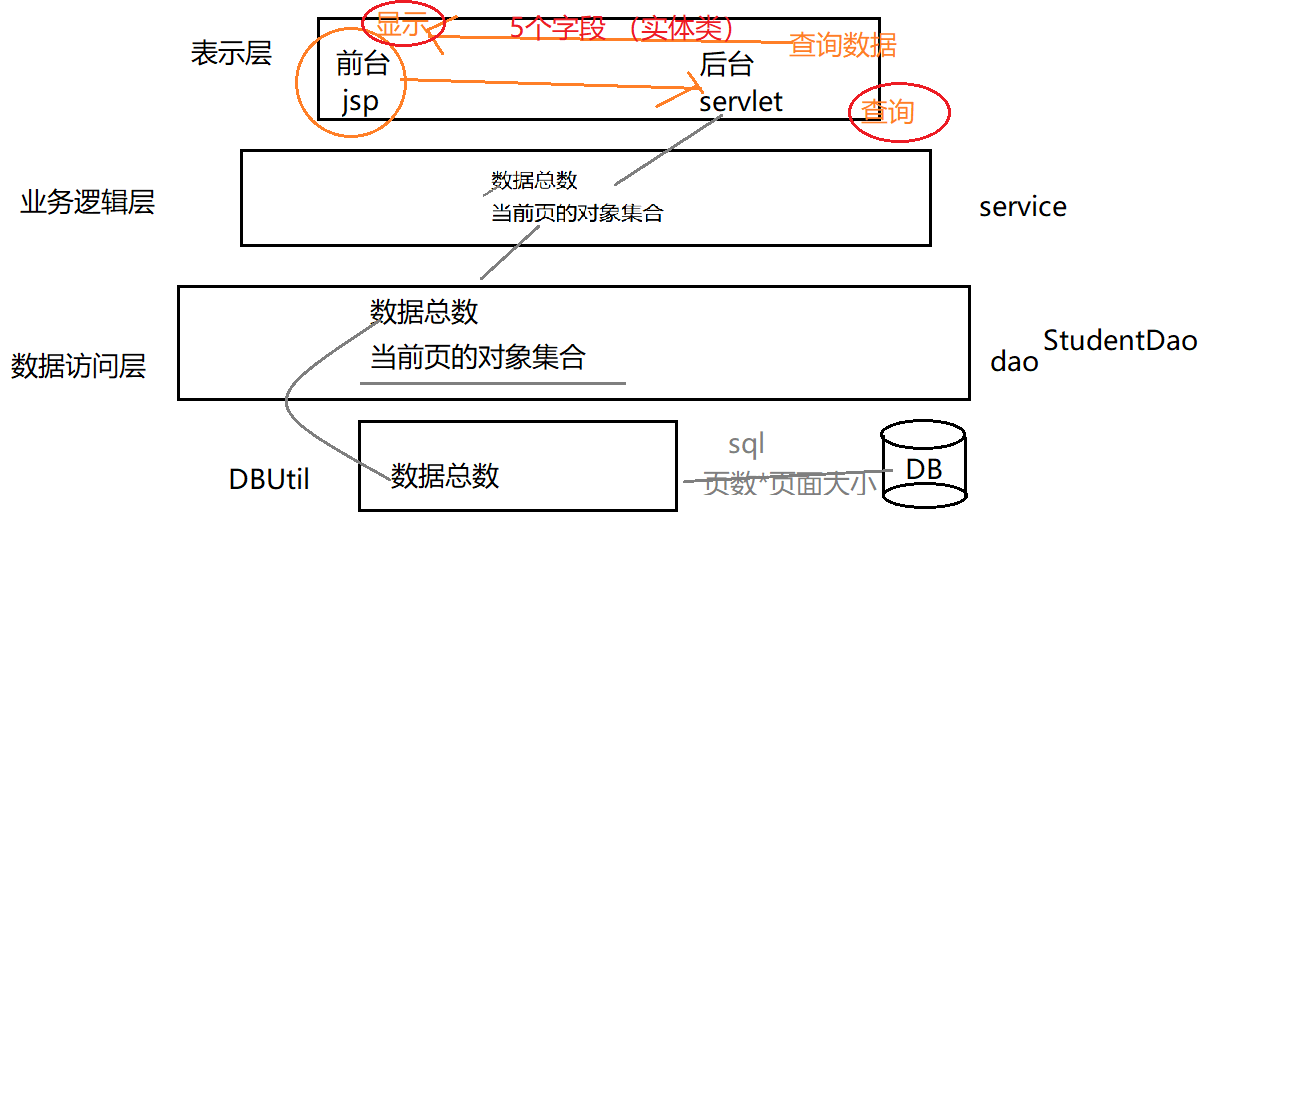 显示
5个字段 （实体类）
查询数据
表示层
前台
jsp
后台
servlet
查询
业务逻辑层
数据总数
当前页的对象集合
service
数据总数
当前页的对象集合
数据访问层
dao
StudentDao
DBUtil
数据总数
sql
页数*页面大小
DB